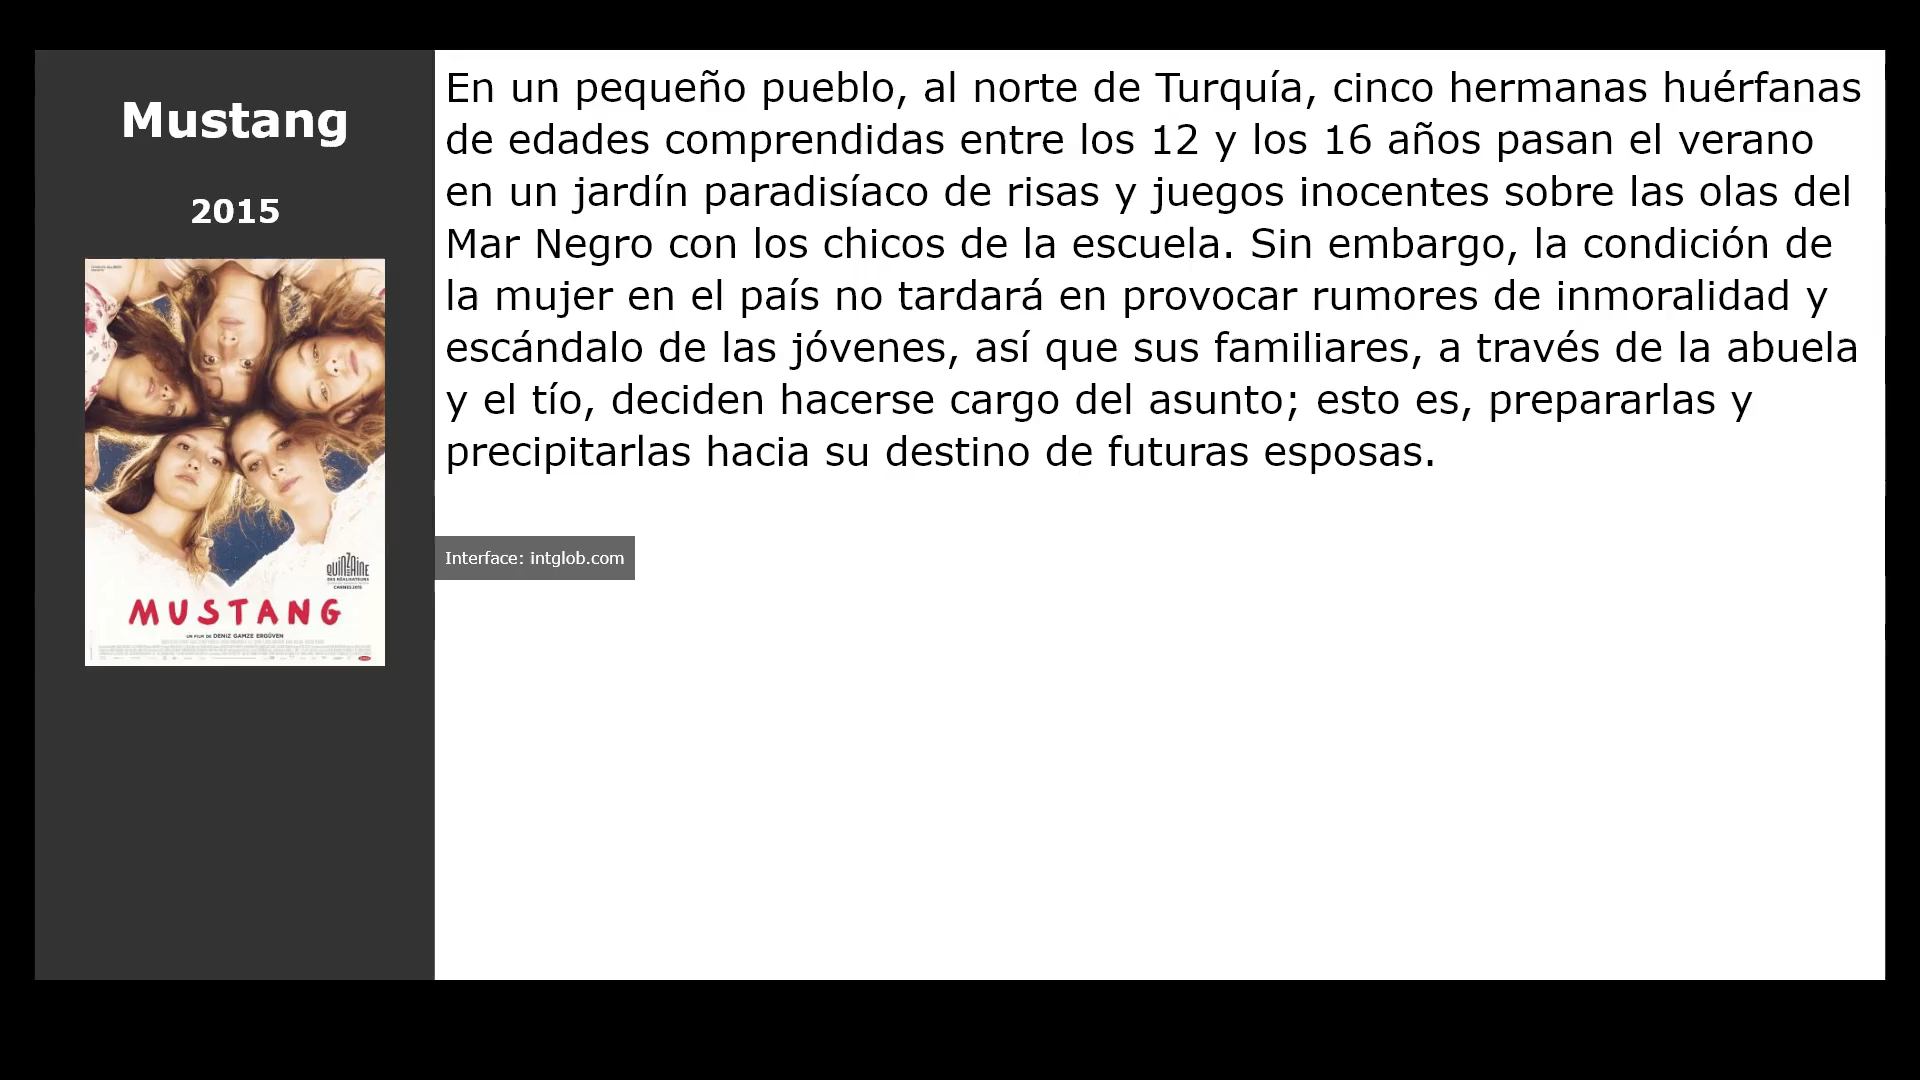 Mustang
2015
QUINZAINE
DES RÉALISATEURS
CANNES 2015
MUSTANG
UN FILM DE DENIZ GAMZE ERGÜVEN
En un pequeño pueblo, al norte de Turquía, cinco hermanas huérfanas
de edades comprendidas entre los 12 y los 16 años pasan el verano
en un jardín paradisíaco de risas y juegos inocentes sobre las olas del
Mar Negro con los chicos de la escuela. Sin embargo, la condición de
la mujer en el país no tardará en provocar rumores de inmoralidad y
escándalo de las jóvenes, así que sus familiares, a través de la abuela
y el tío, deciden hacerse cargo del asunto; esto es, prepararlas y
precipitarlas hacia su destino de futuras esposas.
Interface: intglob.com